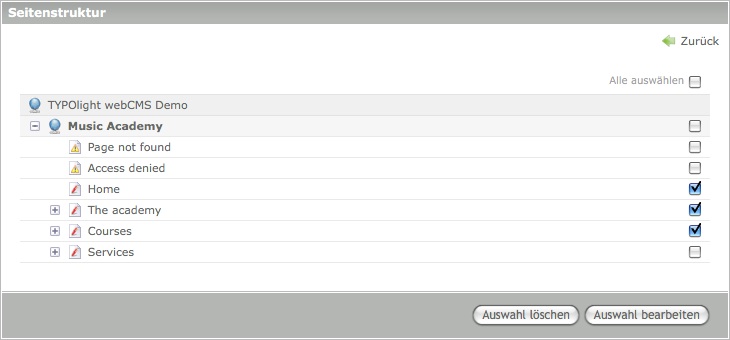 Seitenstruktur
Zurück
Alle auswählen
TYPOlight webCMS Demo
Music Academy
Page not found
Access denied
Home
The academy
Courses
Services
Auswahl löschen Auswahl bearbeiten